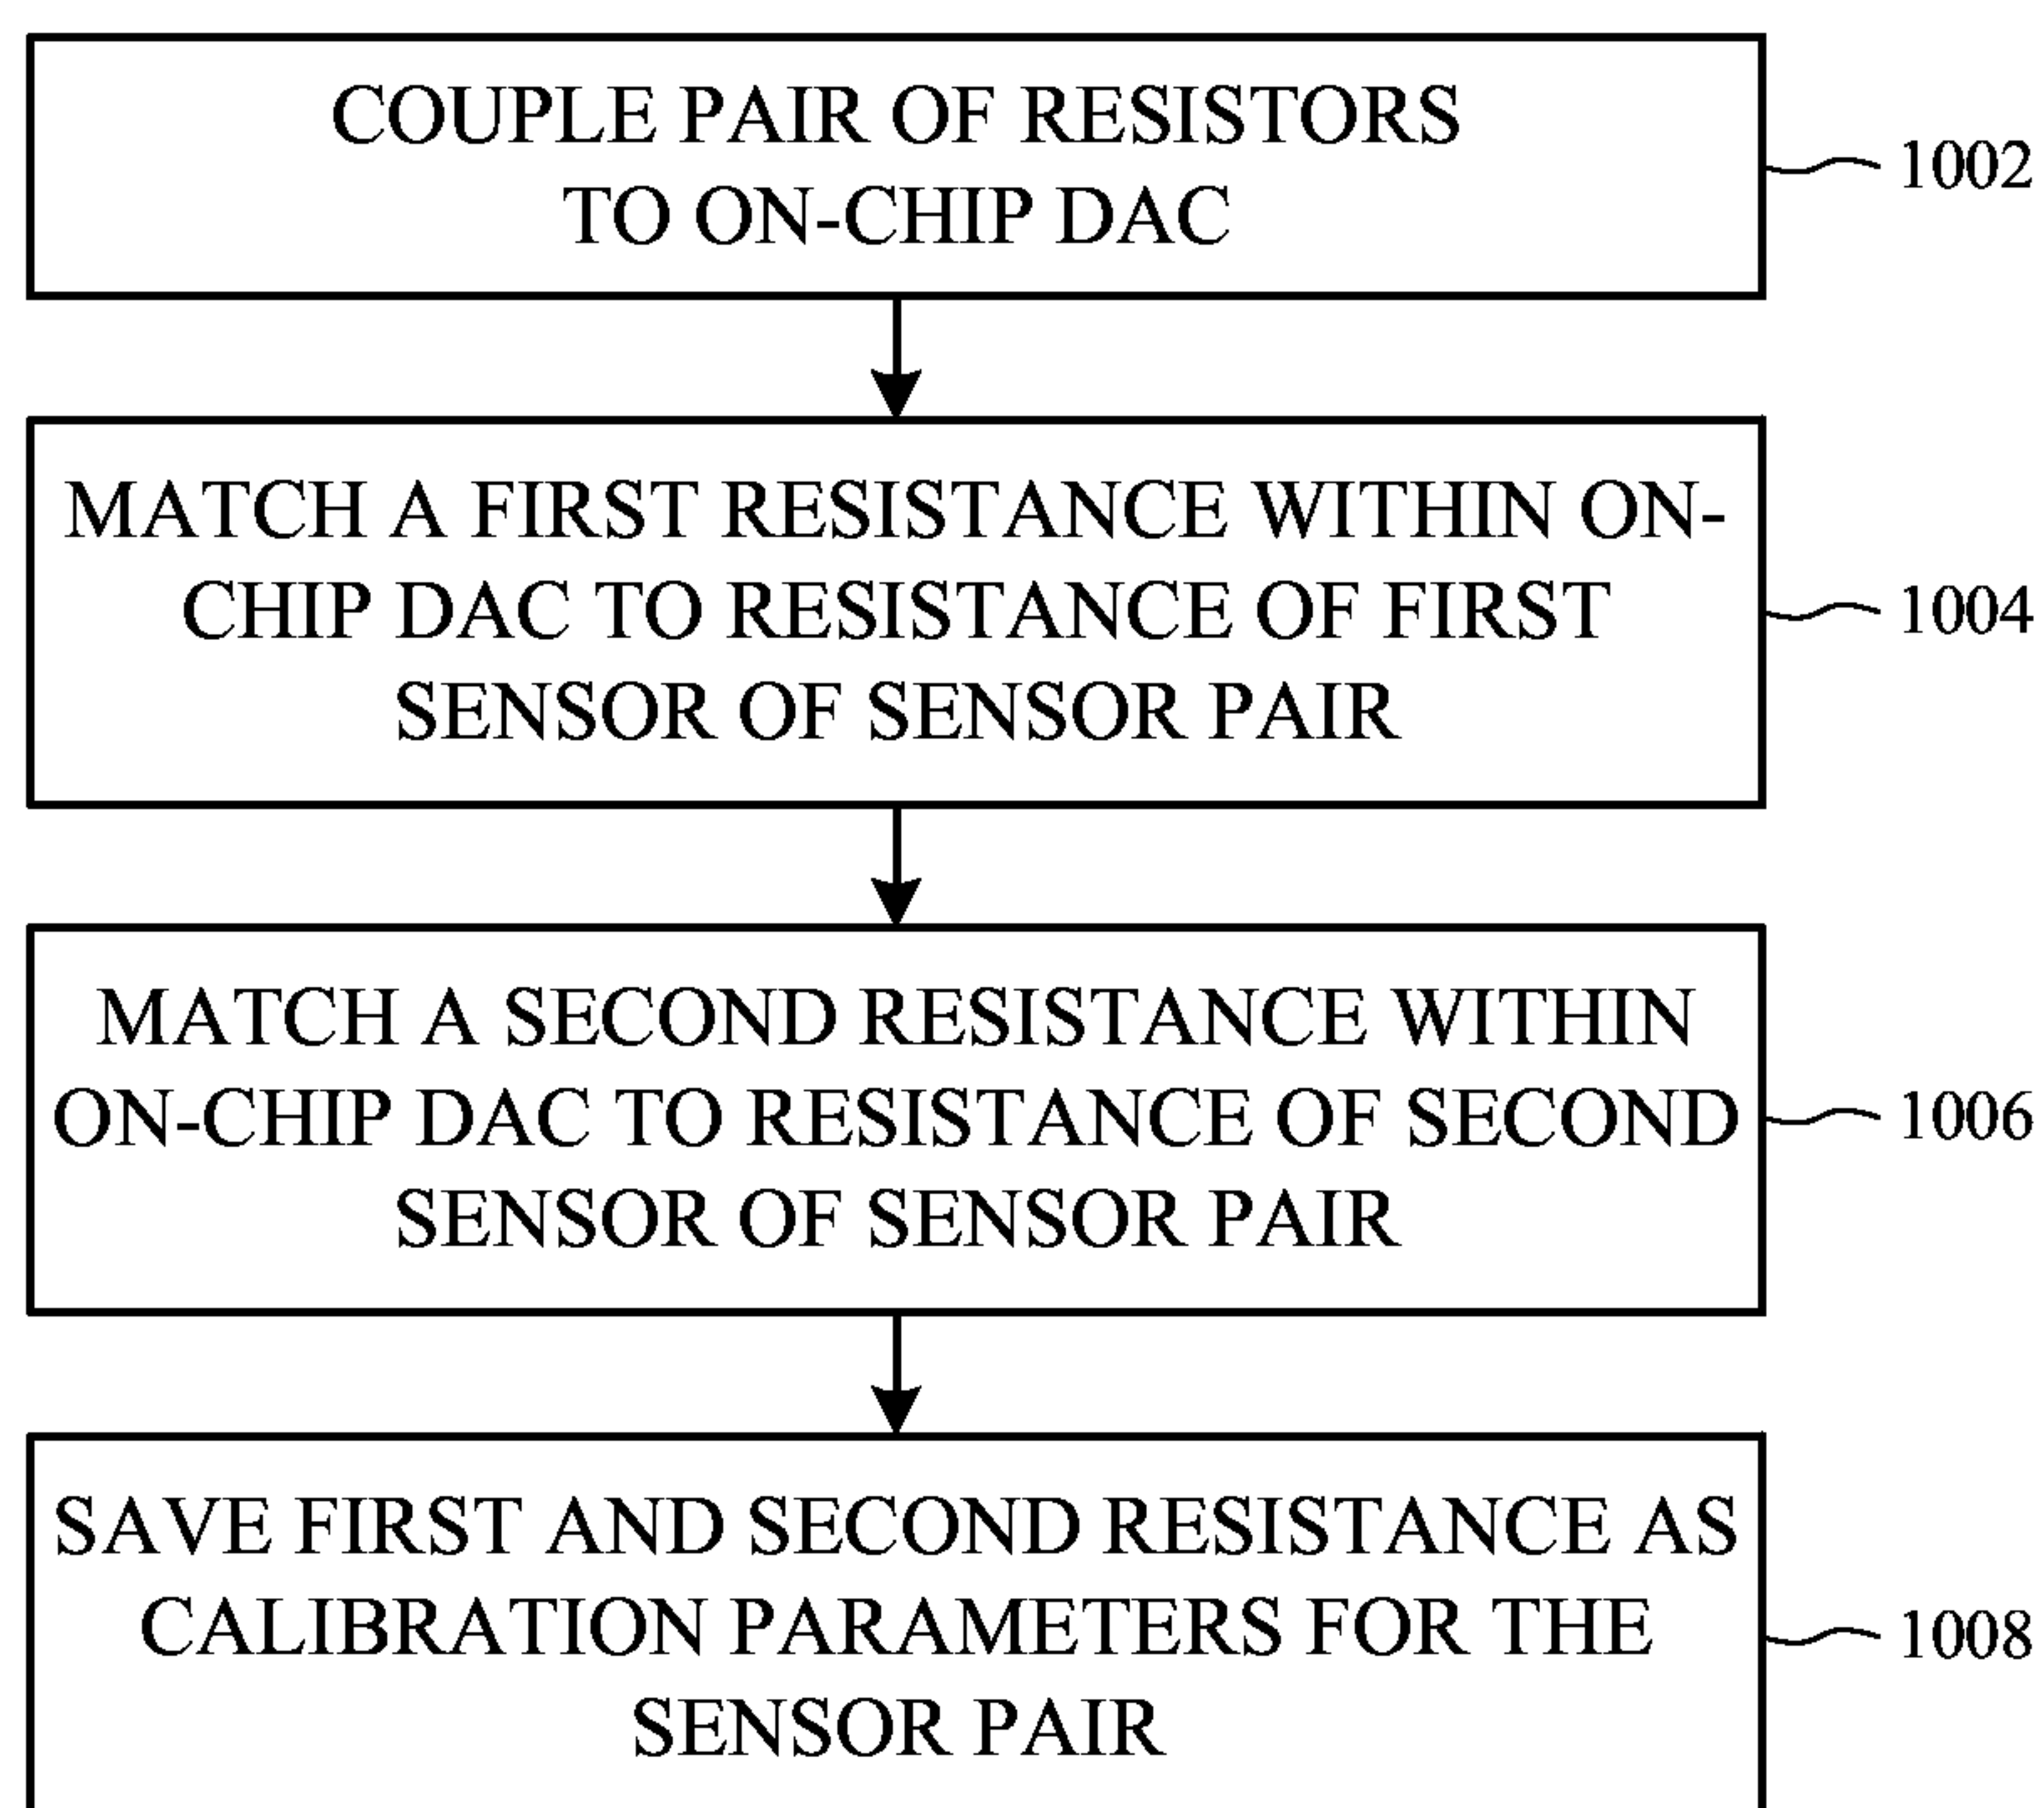 COUPLE PAIR OF RESISTORS
TO ON-CHIP DAC
1002
MATCH A FIRST RESISTANCE WITHIN ON-
CHIP DAC TO RESISTANCE OF FIRST
SENSOR OF SENSOR PAIR
1004
MATCH A SECOND RESISTANCE WITHIN
ON-CHIP DAC TO RESISTANCE OF SECOND
SENSOR OF SENSOR PAIR
1006
SAVE FIRST AND SECOND RESISTANCE AS
CALIBRATION PARAMETERS FOR THE
SENSOR PAIR
1008